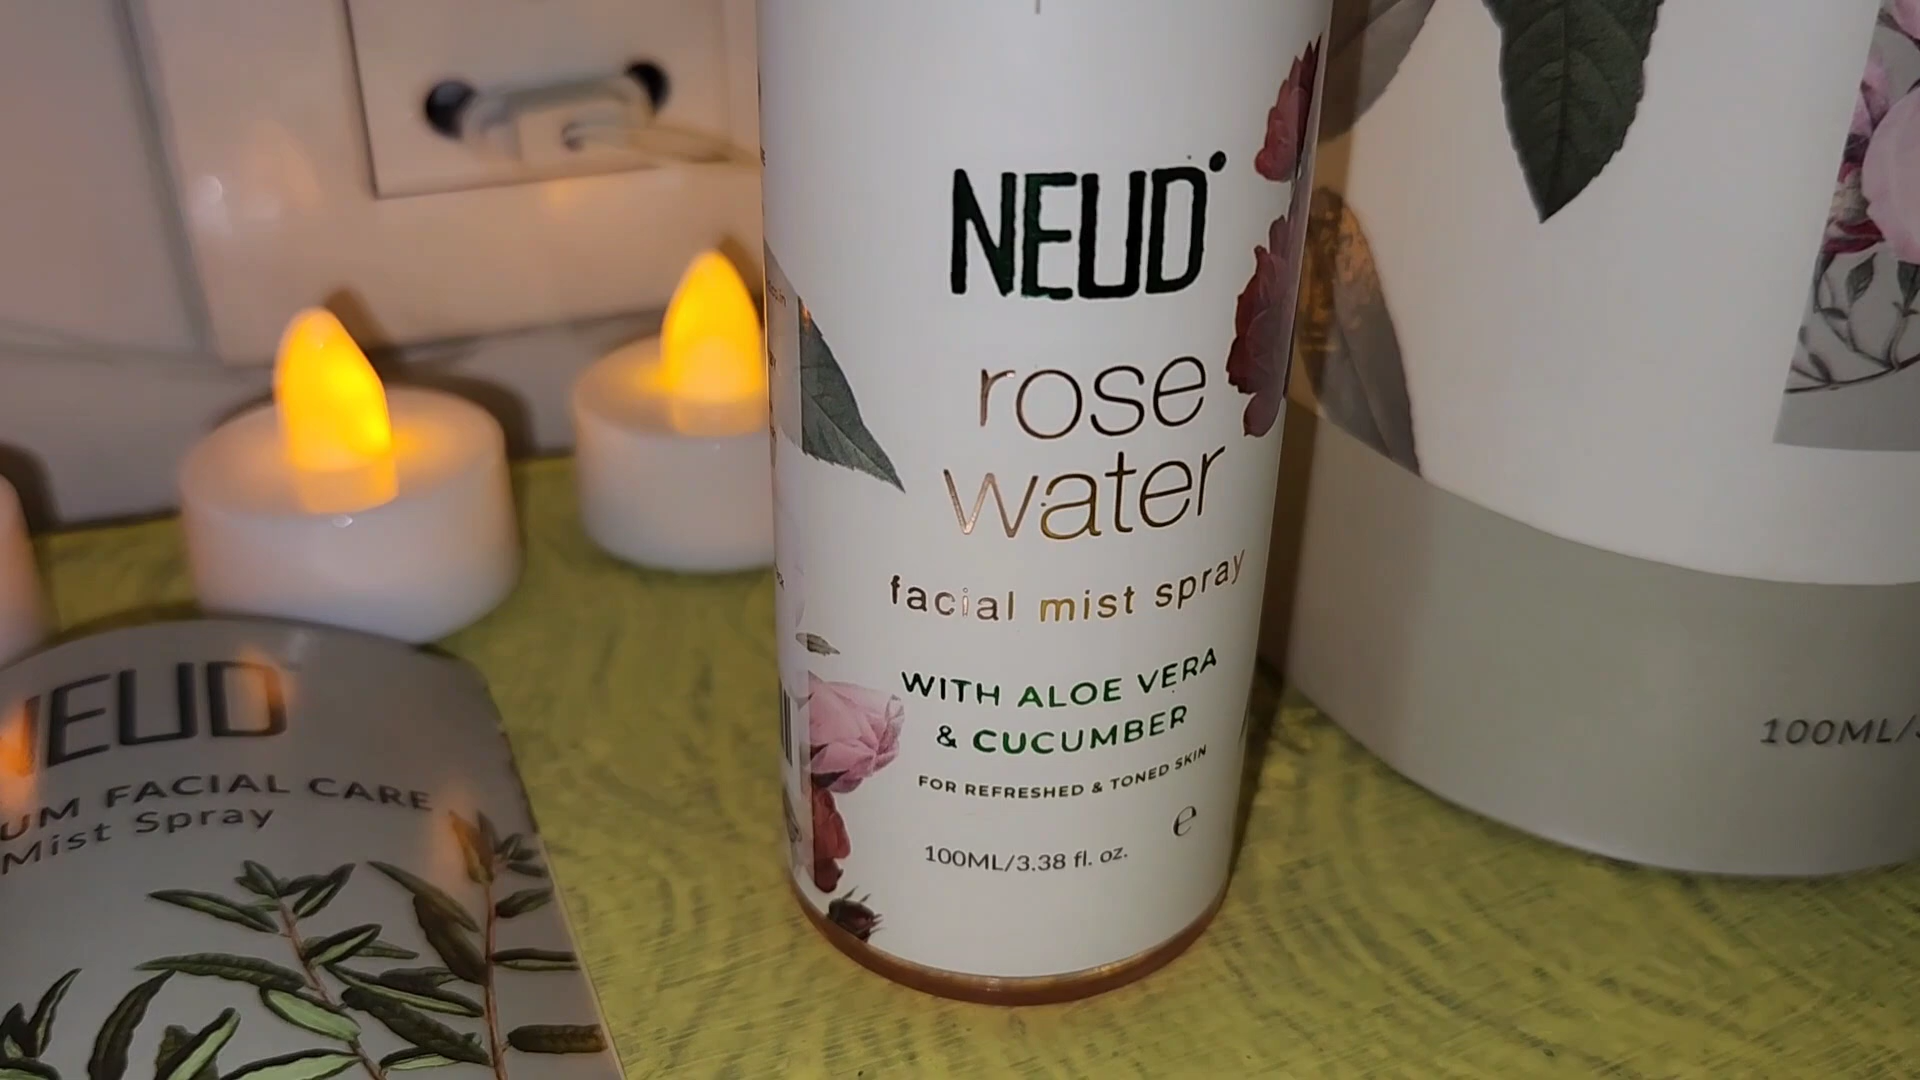 NEUD
rose
water
facial mist spray
WITH ALOE VERA
& CUCUMBER
FOR REFRESHED & TONED SKIN
e
100ML/3.38 fl. oz.
NEUD
UM FACIAL CARE
Mist Spray
100ML/3